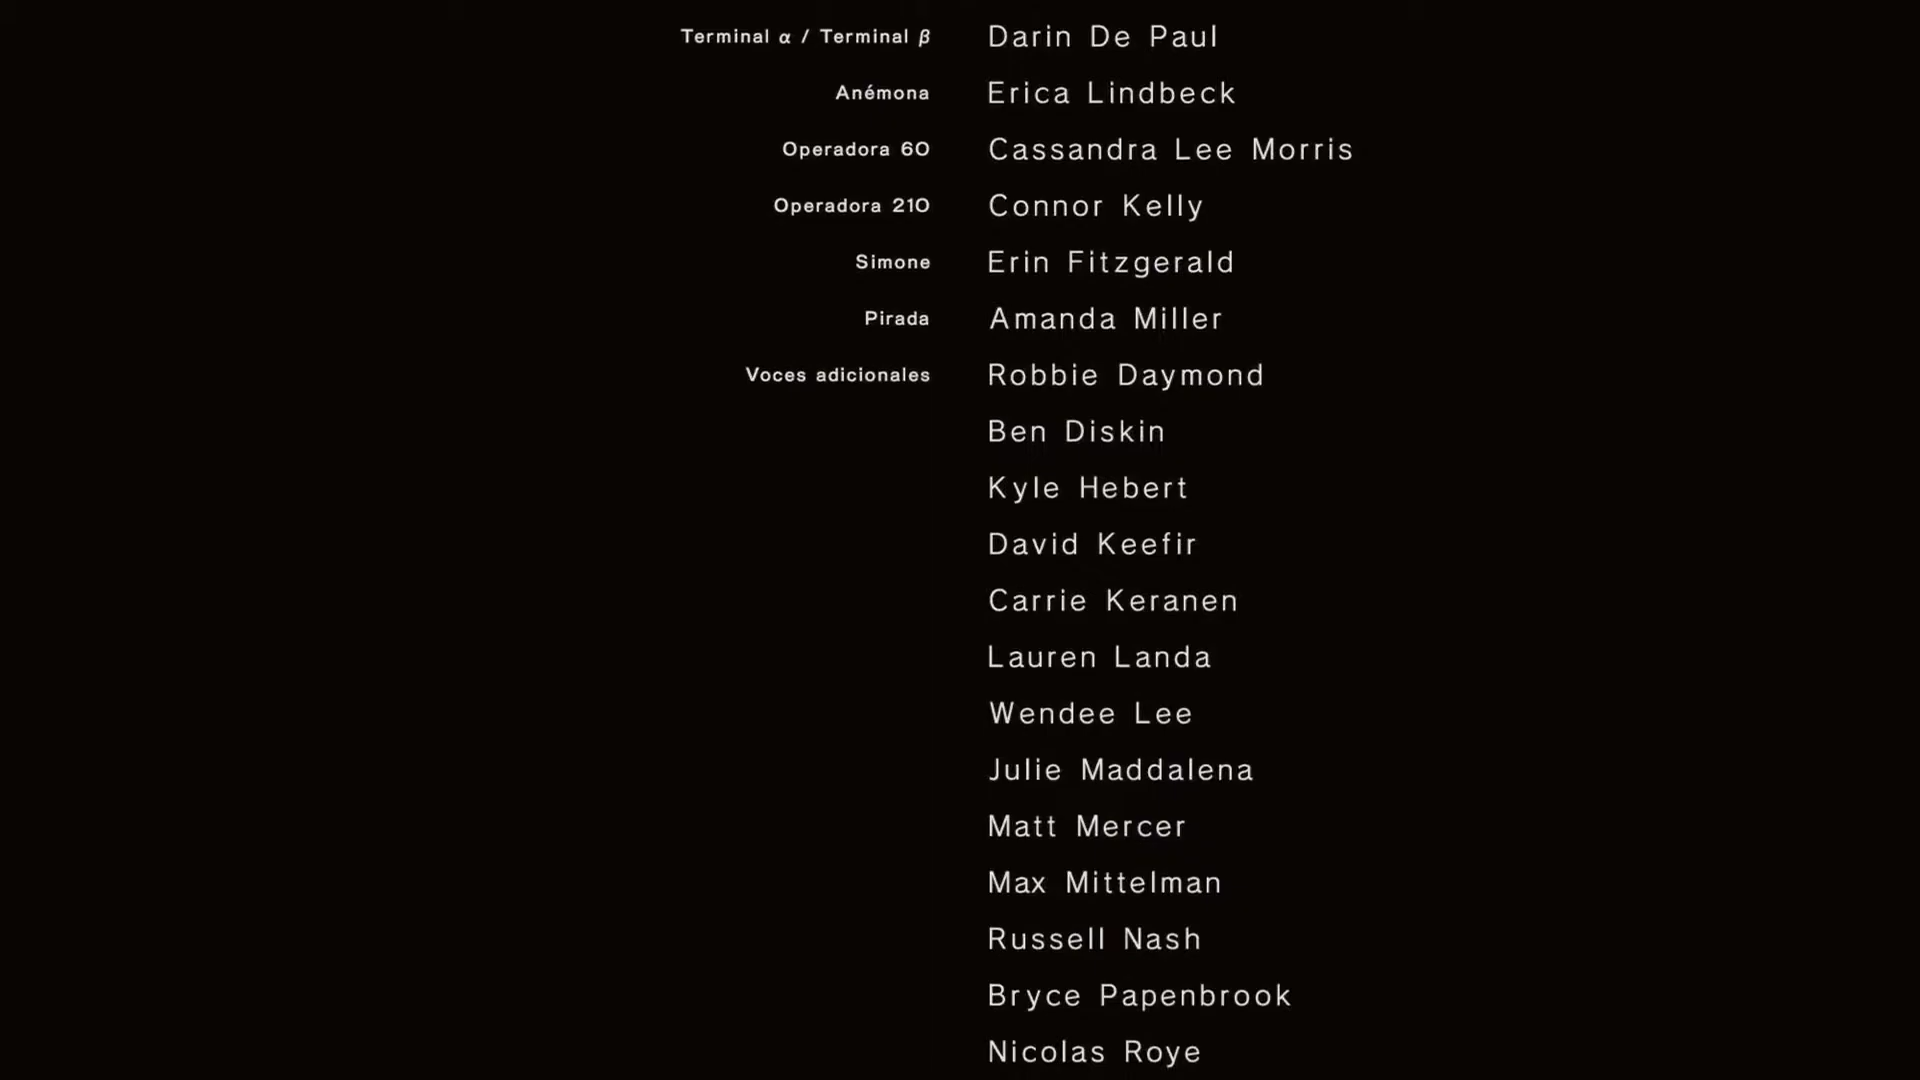 Terminal α / Terminal β Darin De Paul
Anémona Erica Lindbeck
Operadora 6O Cassandra Lee Morris
Operadora 21O Connor Kelly
Simone Erin Fitzgerald
Pirada Amanda Miller
Voces adicionales Robbie Daymond
Ben Diskin
Kyle Hebert
David Keefir
Carrie Keranen
Lauren Landa
Wendee Lee
Julie Maddalena
Matt Mercer
Max Mittelman
Russell Nash
Bryce Papenbrook
Nicolas Roye